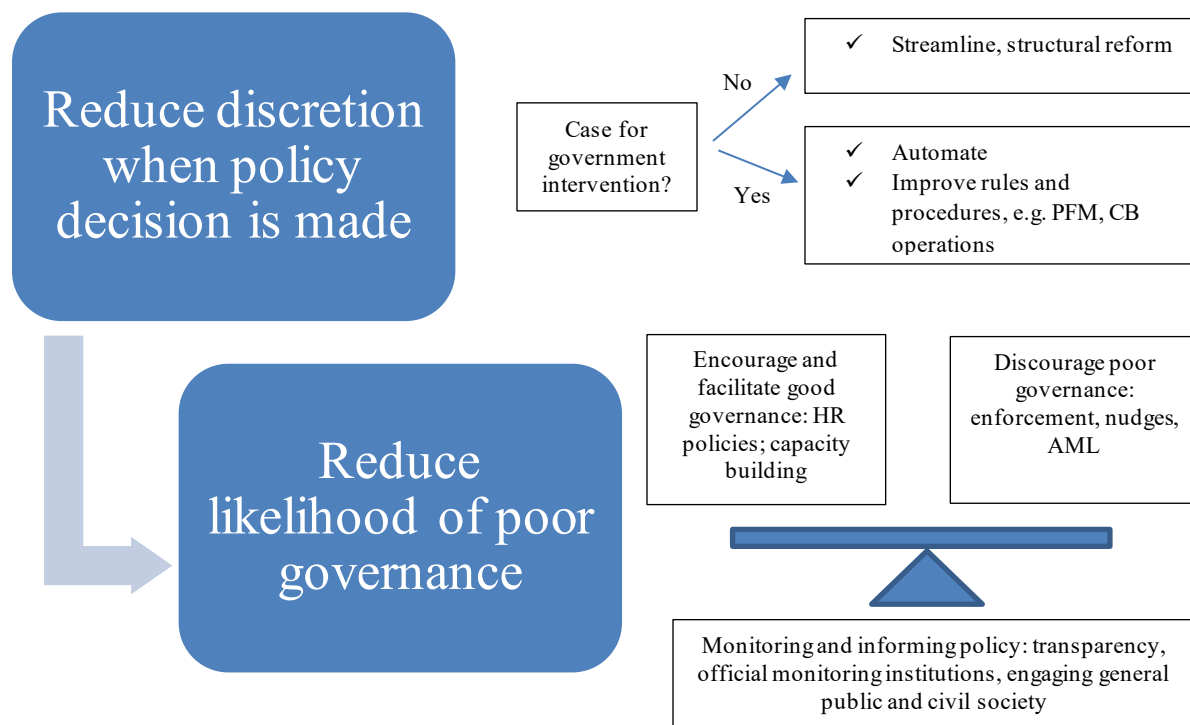 Reduce discretion
when policy
decision is made
Case for
government
intervention?
No
Yes
✓ Streamline, structural reform
✓ Automate
✓ Improve rules and
procedures, e.g. PFM, CB
operations
Reduce
likelihood of poor
governance
Encourage and
facilitate good
governance: HR
policies; capacity
building
Discourage poor
governance:
enforcement, nudges,
AML
Monitoring and informing policy: transparency,
official monitoring institutions, engaging general
public and civil society